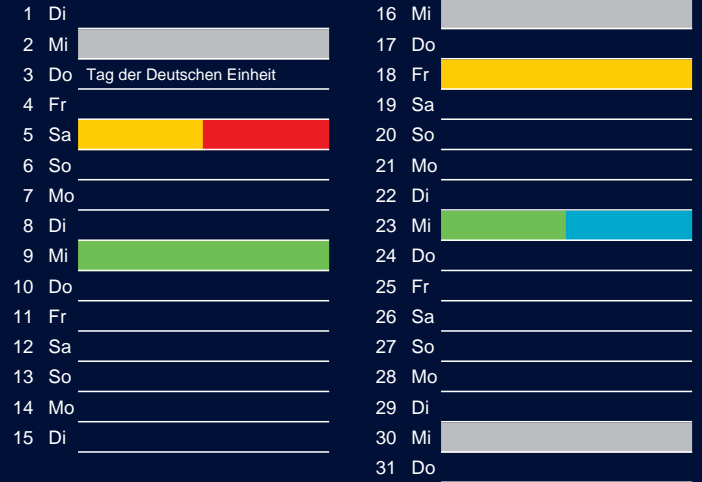 1 Di
2 Mi
3 Do Tag der Deutschen Einheit
4 Fr
5 Sa
6 So
7 Mo
8 Di
9 Mi
10 Do
11 Fr
12 Sa
13 So
14 Mo
15 Di
16 Mi
17 Do
18 Fr
19 Sa
20 So
21 Mo
22 Di
23 Mi
24 Do
25 Fr
26 Sa
27 So
28 Mo
29 Di
30 Mi
31 Do